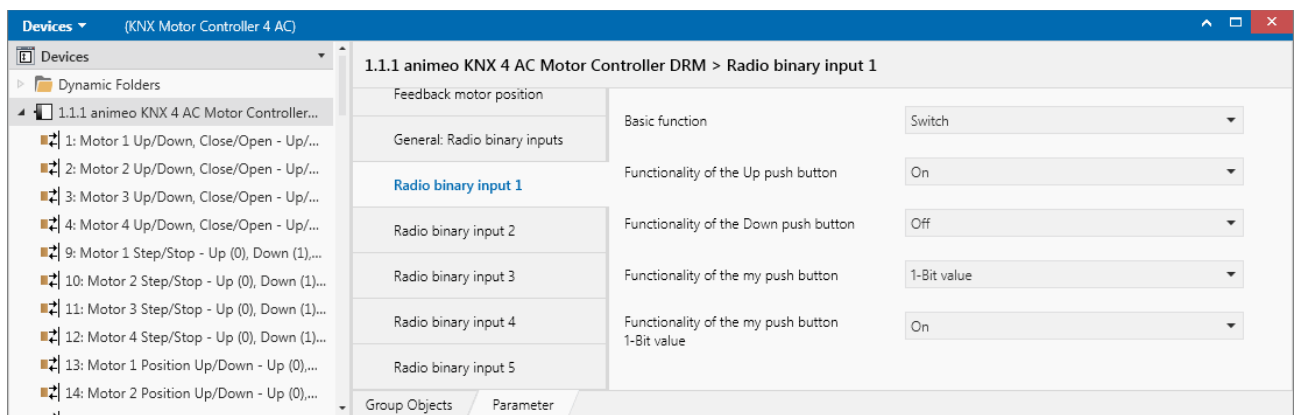 Devices (KNX Motor Controller 4 AC)
Devices
Dynamic Folders
1.1.1 animeo KNX 4 AC Motor Controller...
1: Motor 1 Up/Down, Close/Open - Up/...
2: Motor 2 Up/Down, Close/Open - Up/...
3: Motor 3 Up/Down, Close/Open - Up/...
4: Motor 4 Up/Down, Close/Open - Up/...
9: Motor 1 Step/Stop - Up (0), Down (1),...
10: Motor 2 Step/Stop - Up (0), Down (1)...
11: Motor 3 Step/Stop - Up (0), Down (1)...
12: Motor 4 Step/Stop - Up (0), Down (1)...
13: Motor 1 Position Up/Down - Up (0),...
14: Motor 2 Position Up/Down - Up (0),...
1.1.1 animeo KNX 4 AC Motor Controller DRM > Radio binary input 1
Feedback motor position
General: Radio binary inputs
Radio binary input 1
Radio binary input 2
Radio binary input 3
Radio binary input 4
Radio binary input 5
Basic function Switch
Functionality of the Up push button On
Functionality of the Down push button Off
Functionality of the my push button 1-Bit value
Functionality of the my push button
1-Bit value On
Group Objects Parameter